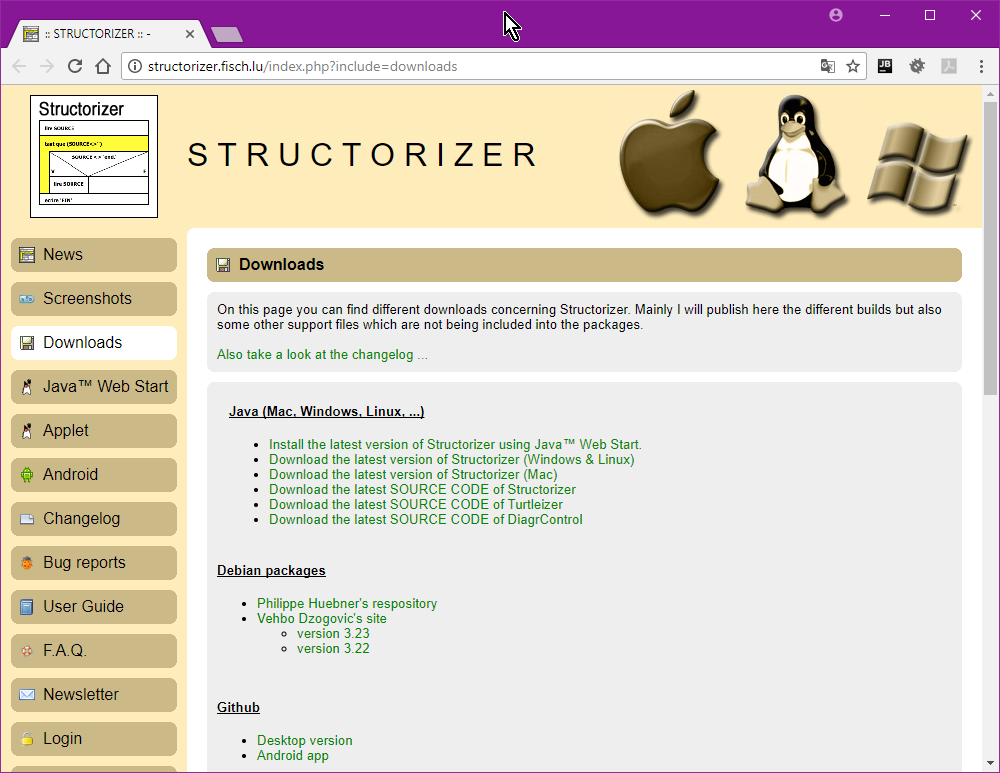 :: STRUCTORIZER :: -
structorizer.fisch.lu/index.php?include=downloads
JB
Structorizer
lire SOURCE
tant que (SOURCE<>'')
SOURCE <> 'end.'
V
F
lire SOURCE
ecrire 'FIN'
STRUCTORIZER
News
Screenshots
Downloads
Java™ Web Start
Applet
Android
Changelog
Bug reports
User Guide
F.A.Q.
Newsletter
Login
Downloads
On this page you can find different downloads concerning Structorizer. Mainly I will publish here the different builds but also
some other support files which are not being included into the packages.
Also take a look at the changelog ...
Java (Mac, Windows, Linux, ...)
Install the latest version of Structorizer using Java™ Web Start.
Download the latest version of Structorizer (Windows & Linux)
Download the latest version of Structorizer (Mac)
Download the latest SOURCE CODE of Structorizer
Download the latest SOURCE CODE of Turtleizer
Download the latest SOURCE CODE of DiagrControl
Debian packages
Philippe Huebner's respository
Vehbo Dzogovic's site
version 3.23
version 3.22
Github
Desktop version
Android app